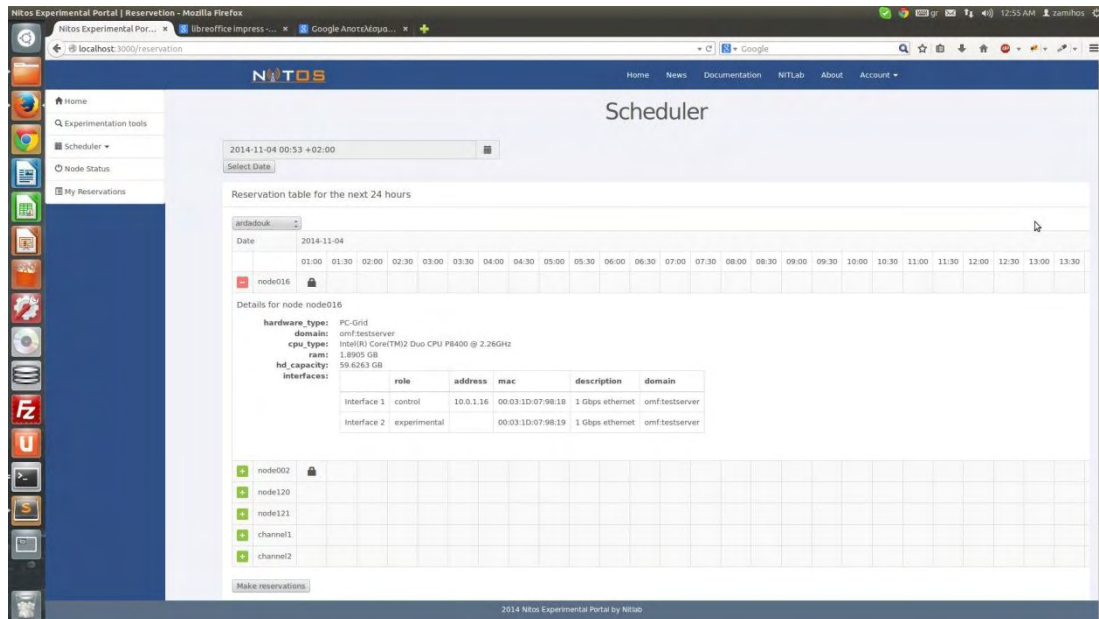 Nitos Experimental Portal | Reservetion - Mozilla Firefox
gr 12:55 AM zamihos
Nitos Experimental Por... × libreoffice impress -... × Google Αποτελέσμα... ×
localhost:3000/reservation Google
NITOS Home News Documentation NITLab About Account
Home
Experimentation tools
Scheduler
Node Status
My Reservations
Scheduler
2014-11-04 00:53 +02:00
Select Date
Reservation table for the next 24 hours
ardadouk
Date 2014-11-04
01:00 01:30 02:00 02:30 03:00 03:30 04:00 04:30 05:00 05:30 06:00 06:30 07:00 07:30 08:00 08:30 09:00 09:30 10:00 10:30 11:00 11:30 12:00 12:30 13:00 13:30
node016
Details for node node016
hardware_type: PC-Grid
domain: omf:testserver
cpu_type: Intel(R) Core(TM)2 Duo CPU P8400 @ 2.26GHz
ram: 1.8905 GB
hd_capacity: 59.6263 GB
interfaces:
role address mac description domain
Interface 1 control 10.0.1.16 00:03:1D:07:98:18 1 Gbps ethernet omf:testserver
Interface 2 experimental 00:03:1D:07:98:19 1 Gbps ethernet omf:testserver
node002
node120
node121
channel1
channel2
Make reservations
2014 Nitos Experimental Portal by Nitlab